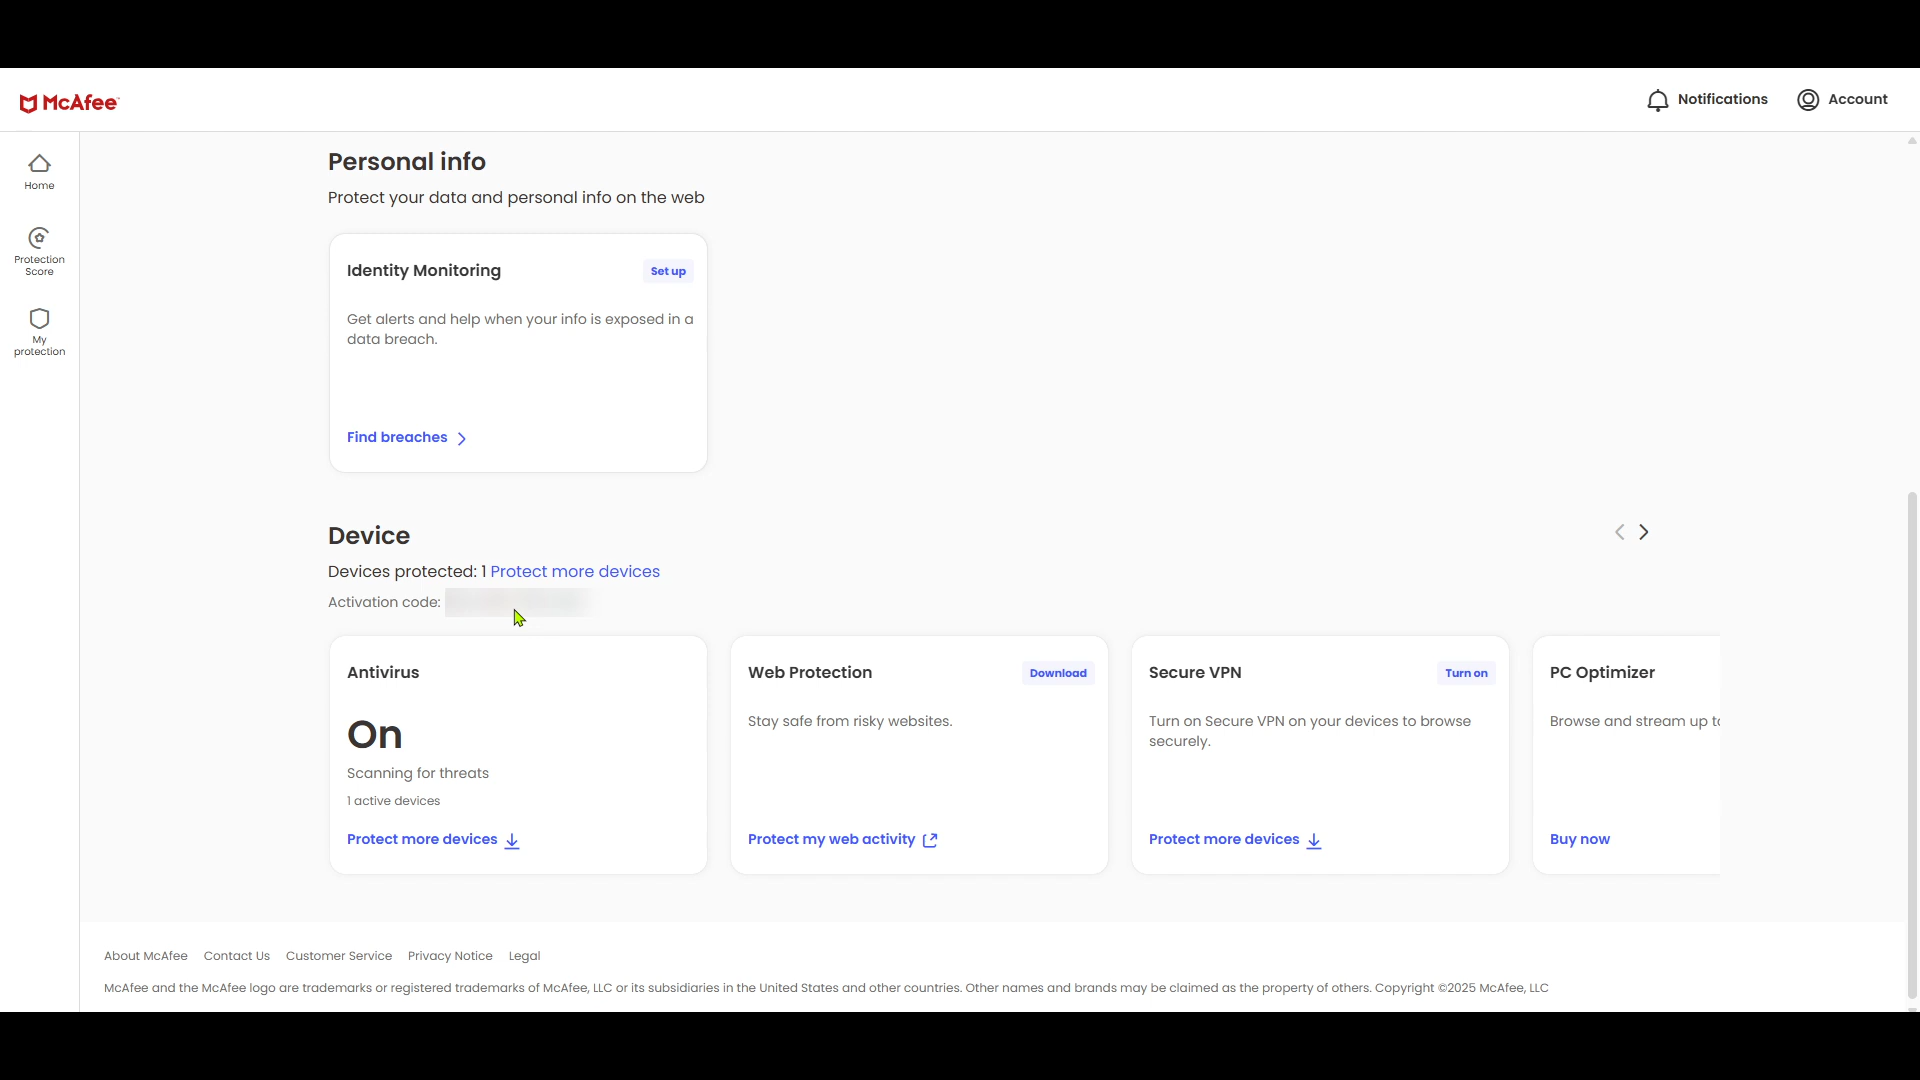 McAfee™
Notifications
Account
Home
Protection
Score
My
protection
Personal info
Protect your data and personal info on the web
Identity Monitoring
Set up
Get alerts and help when your info is exposed in a
data breach.
Find breaches
Device
Devices protected: 1 Protect more devices
Activation code:
Antivirus
On
Scanning for threats
1 active devices
Protect more devices
Web Protection
Download
Stay safe from risky websites.
Protect my web activity
Secure VPN
Turn on
Turn on Secure VPN on your devices to browse
securely.
Protect more devices
PC Optimizer
Browse and stream up
Buy now
About McAfee Contact Us Customer Service Privacy Notice Legal
McAfee and the McAfee logo are trademarks or registered trademarks of McAfee, LLC or its subsidiaries in the United States and other countries. Other names and brands may be claimed as the property of others. Copyright ©2025 McAfee, LLC